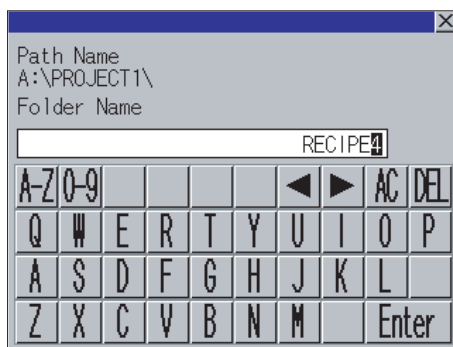 X
Path Name
A:\PROJECT1\
Folder Name
RECIPE4
A-Z 0-9 ◀ ▶ AC DEL
Q W E R T Y U I O P
A S D F G H J K L
Z X C V B N M Enter